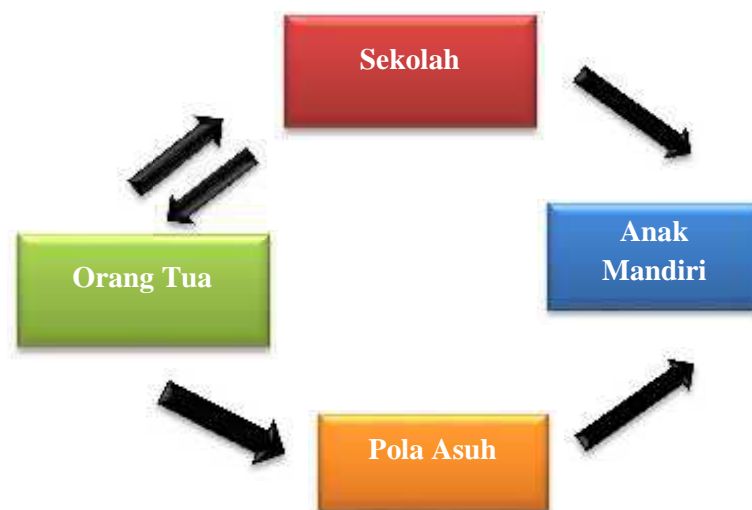 Sekolah
Anak
Mandiri
Orang Tua
Pola Asuh